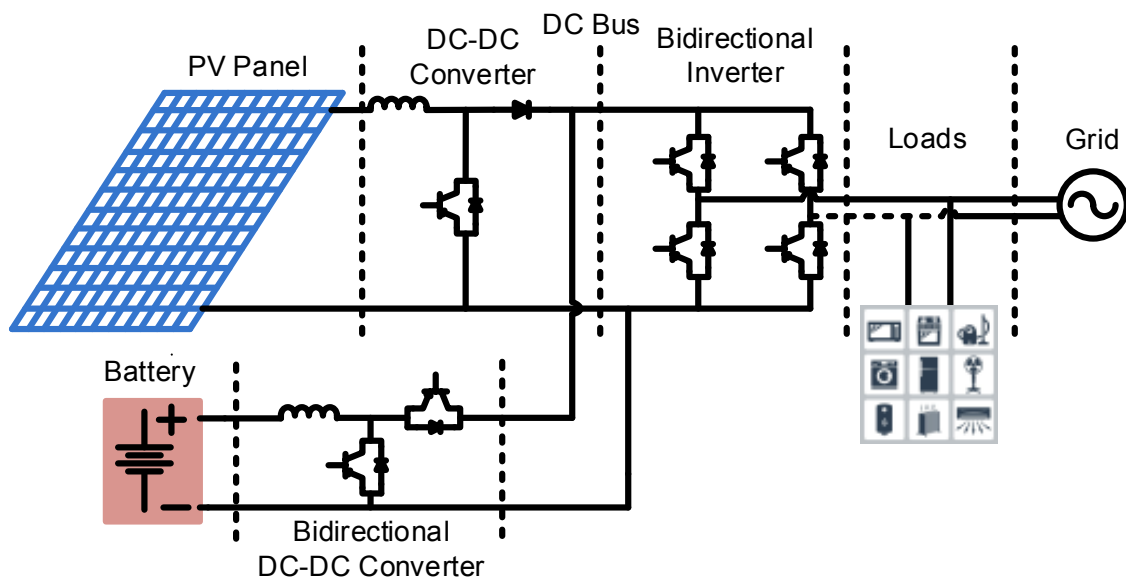 PV Panel
DC-DC
Converter
DC Bus
Bidirectional
Inverter
Loads
Grid
Battery
Bidirectional
DC-DC Converter